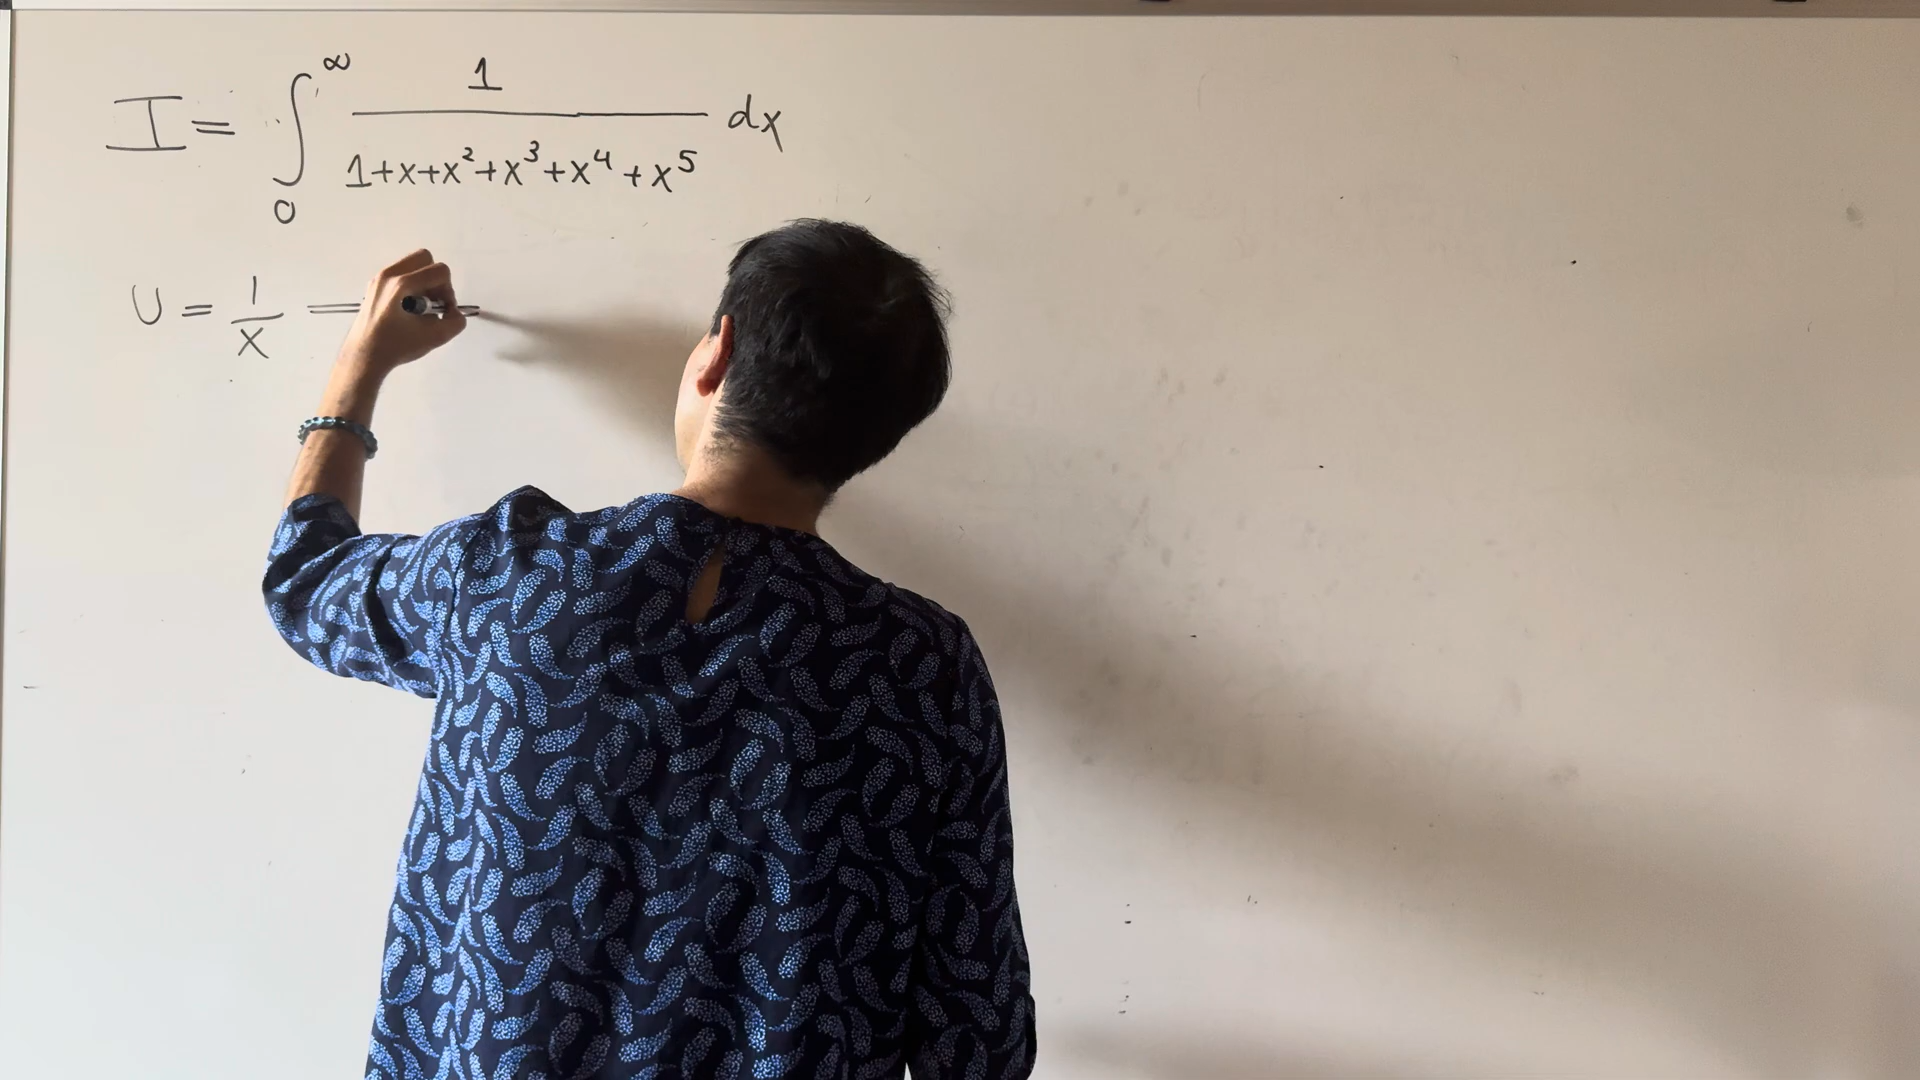 I = ∫₀^∞ 1/(1+x+x²+x³+x⁴+x⁵) dx
U = 1/x =